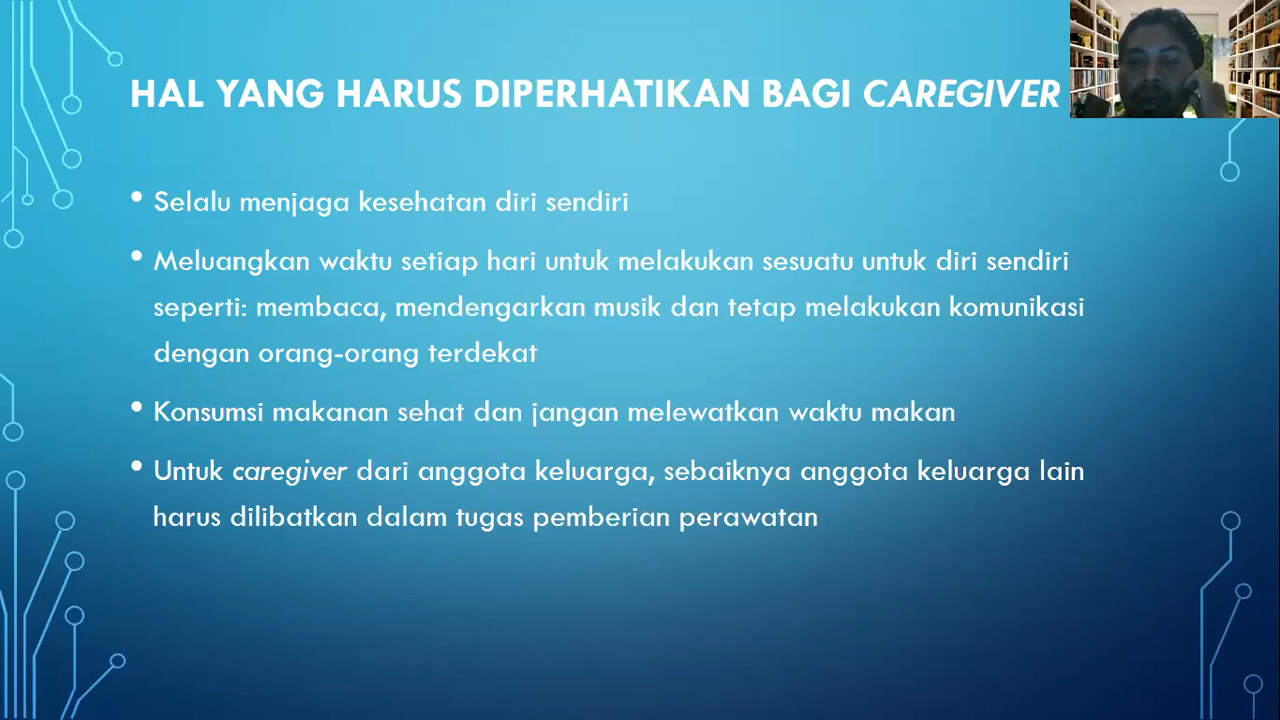 HAL YANG HARUS DIPERHATIKAN BAGI CAREGIVER
• Selalu menjaga kesehatan diri sendiri
• Meluangkan waktu setiap hari untuk melakukan sesuatu untuk diri sendiri
seperti: membaca, mendengarkan musik dan tetap melakukan komunikasi
dengan orang-orang terdekat
• Konsumsi makanan sehat dan jangan melewatkan waktu makan
• Untuk caregiver dari anggota keluarga, sebaiknya anggota keluarga lain
harus dilibatkan dalam tugas pemberian perawatan